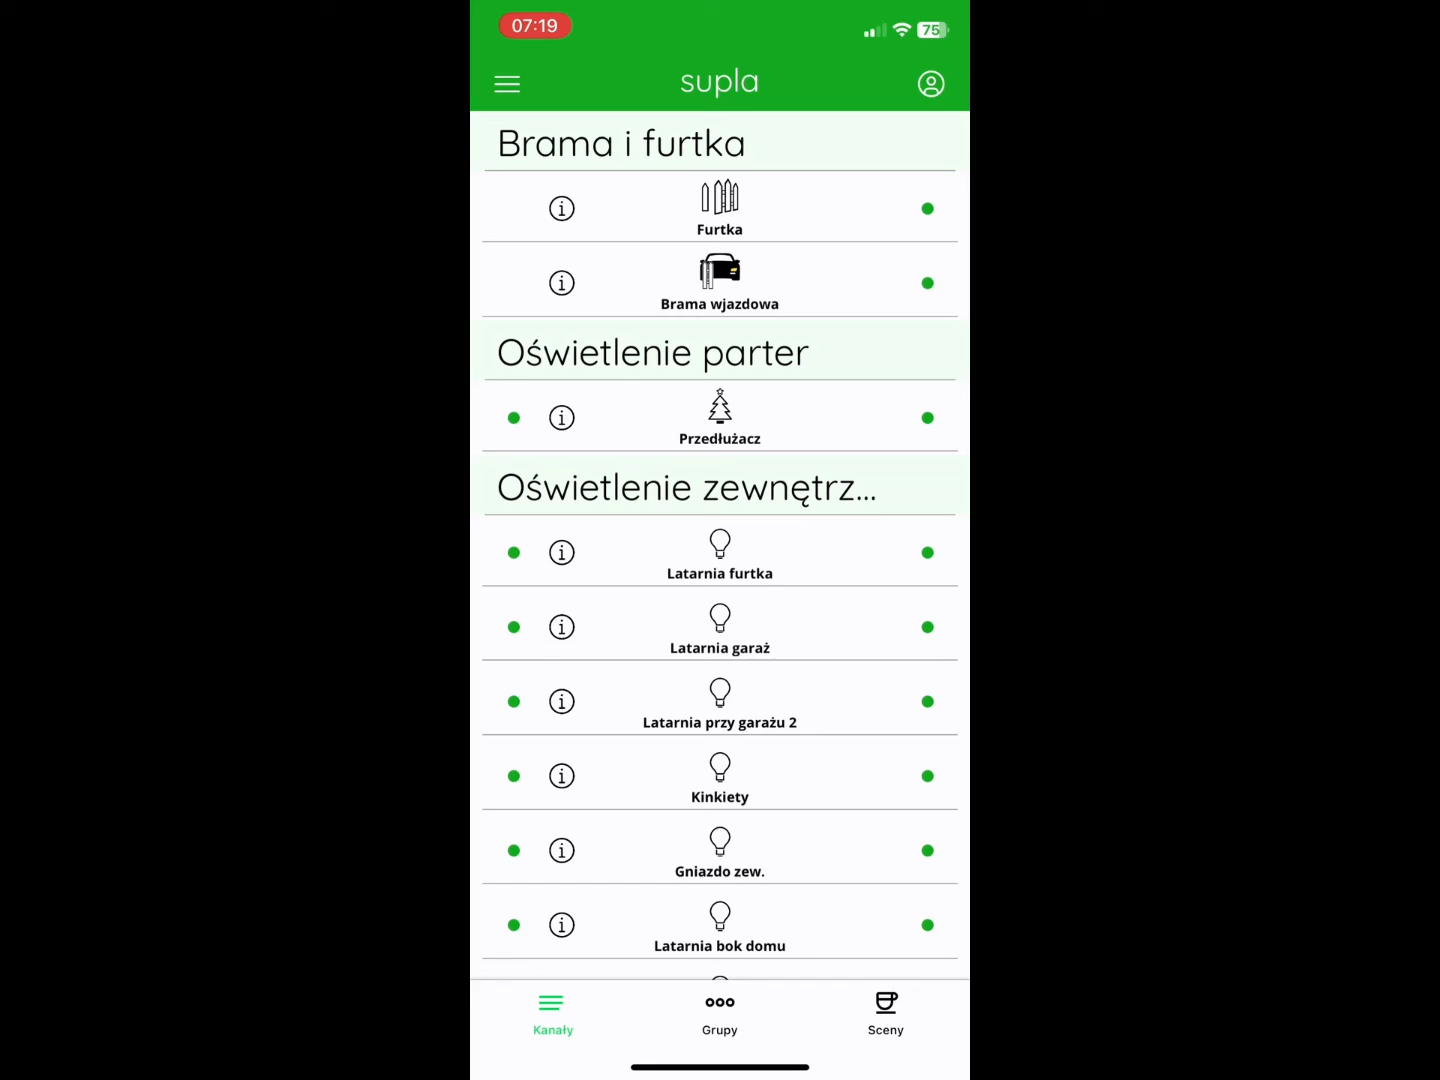 07:19
75
supla
Brama i furtka
Furtka
Brama wjazdowa
Oświetlenie parter
Przedłużacz
Oświetlenie zewnętrz...
Latarnia furtka
Latarnia garaż
Latarnia przy garażu 2
Kinkiety
Gniazdo zew.
Latarnia bok domu
Kanały
Grupy
Sceny